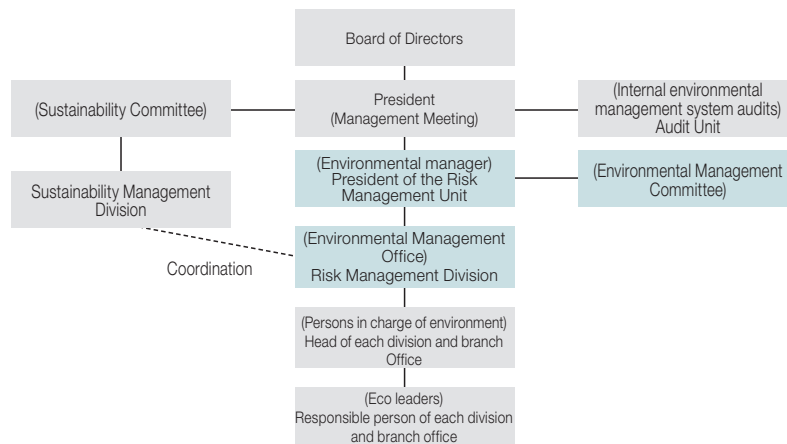 Board of Directors
(Sustainability Committee)
President
(Management Meeting)
(Internal environmental
management system audits)
Audit Unit
Sustainability Management
Division
(Environmental manager)
President of the Risk
Management Unit
(Environmental Management
Committee)
Coordination
(Environmental Management
Office)
Risk Management Division
(Persons in charge of environment)
Head of each division and branch
Office
(Eco leaders)
Responsible person of each division
and branch office